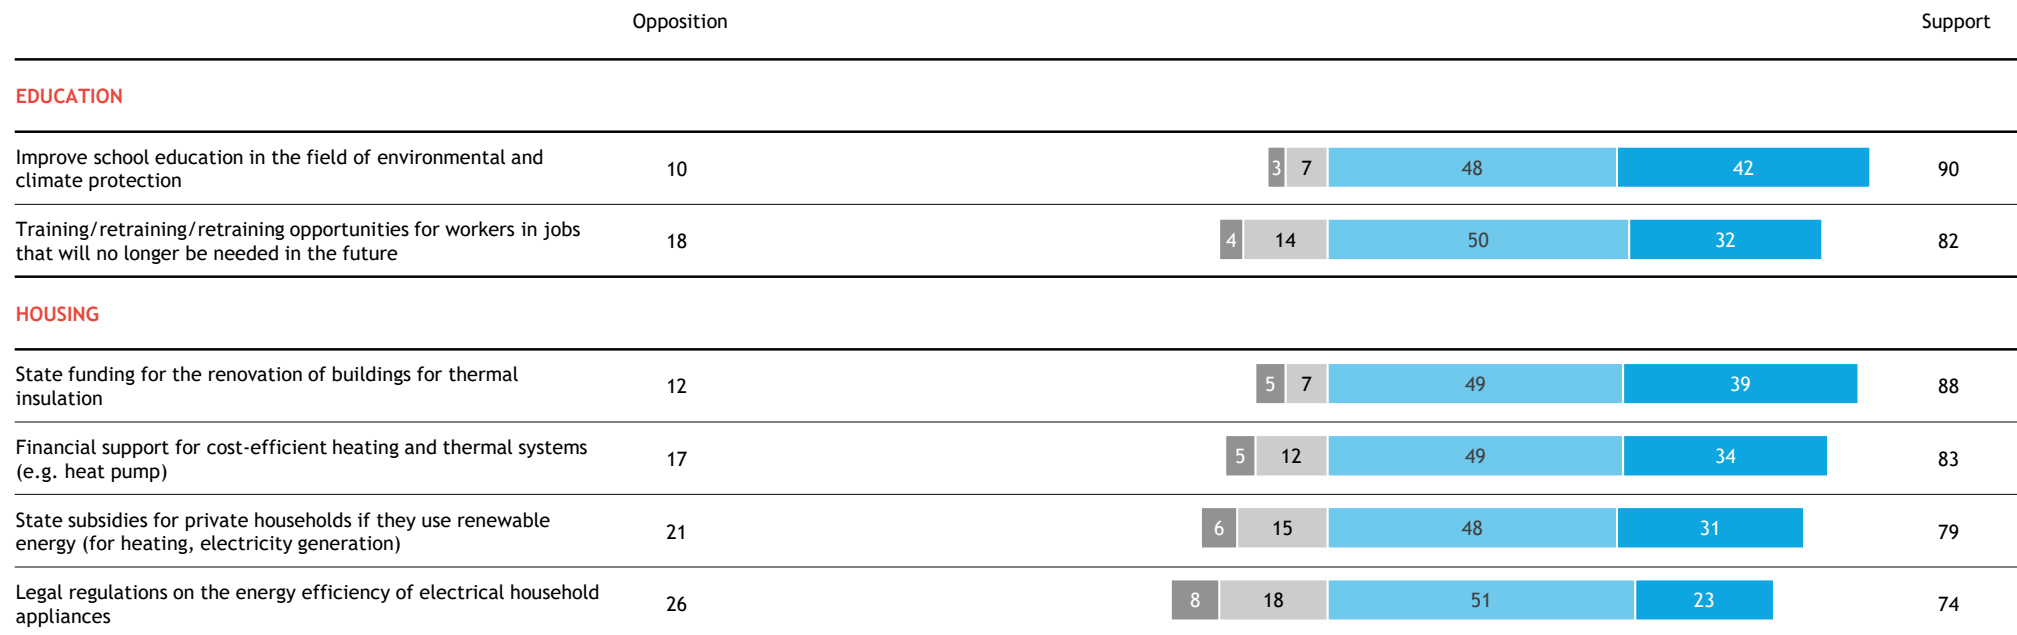 Opposition Support
EDUCATION
Improve school education in the field of environmental and
climate protection
10 3 7 48 42 90
Training/retraining/retraining opportunities for workers in jobs
that will no longer be needed in the future
18 4 14 50 32 82
HOUSING
State funding for the renovation of buildings for thermal
insulation
12 5 7 49 39 88
Financial support for cost-efficient heating and thermal systems
(e.g. heat pump)
17 5 12 49 34 83
State subsidies for private households if they use renewable
energy (for heating, electricity generation)
21 6 15 48 31 79
Legal regulations on the energy efficiency of electrical household
appliances
26 8 18 51 23 74